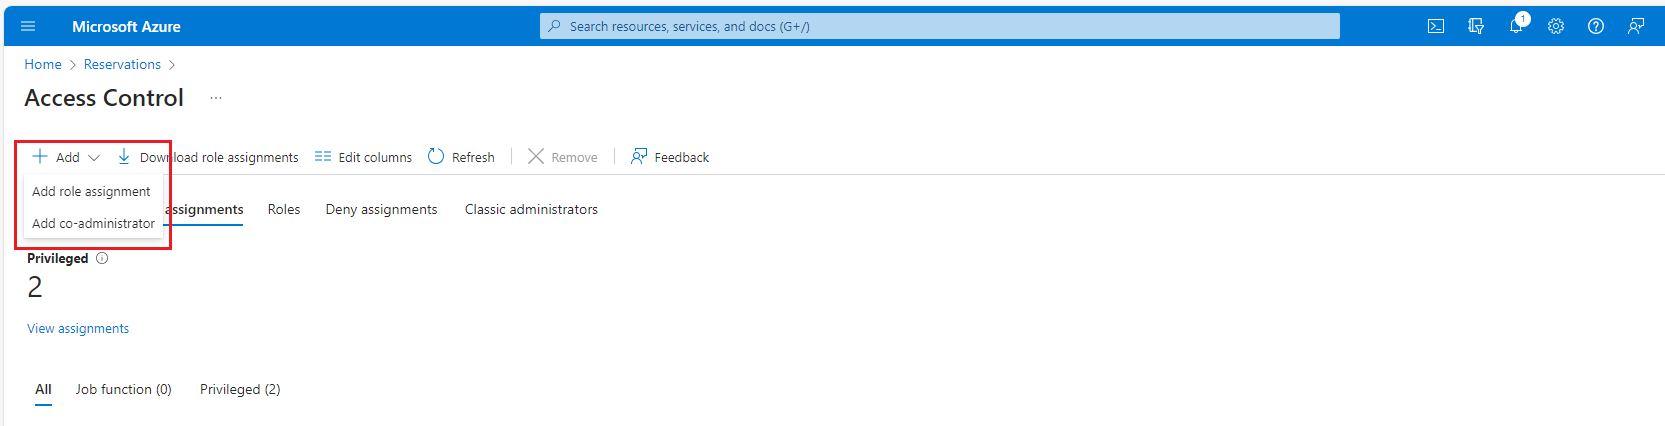 Microsoft Azure
Search resources, services, and docs (G+/)
1
Home > Reservations >
Access Control ...
Add
Download role assignments
Edit columns
Refresh
Remove
Feedback
Add role assignment
Add co-administrator
assignments
Roles
Deny assignments
Classic administrators
Privileged
2
View assignments
All
Job function (0)
Privileged (2)